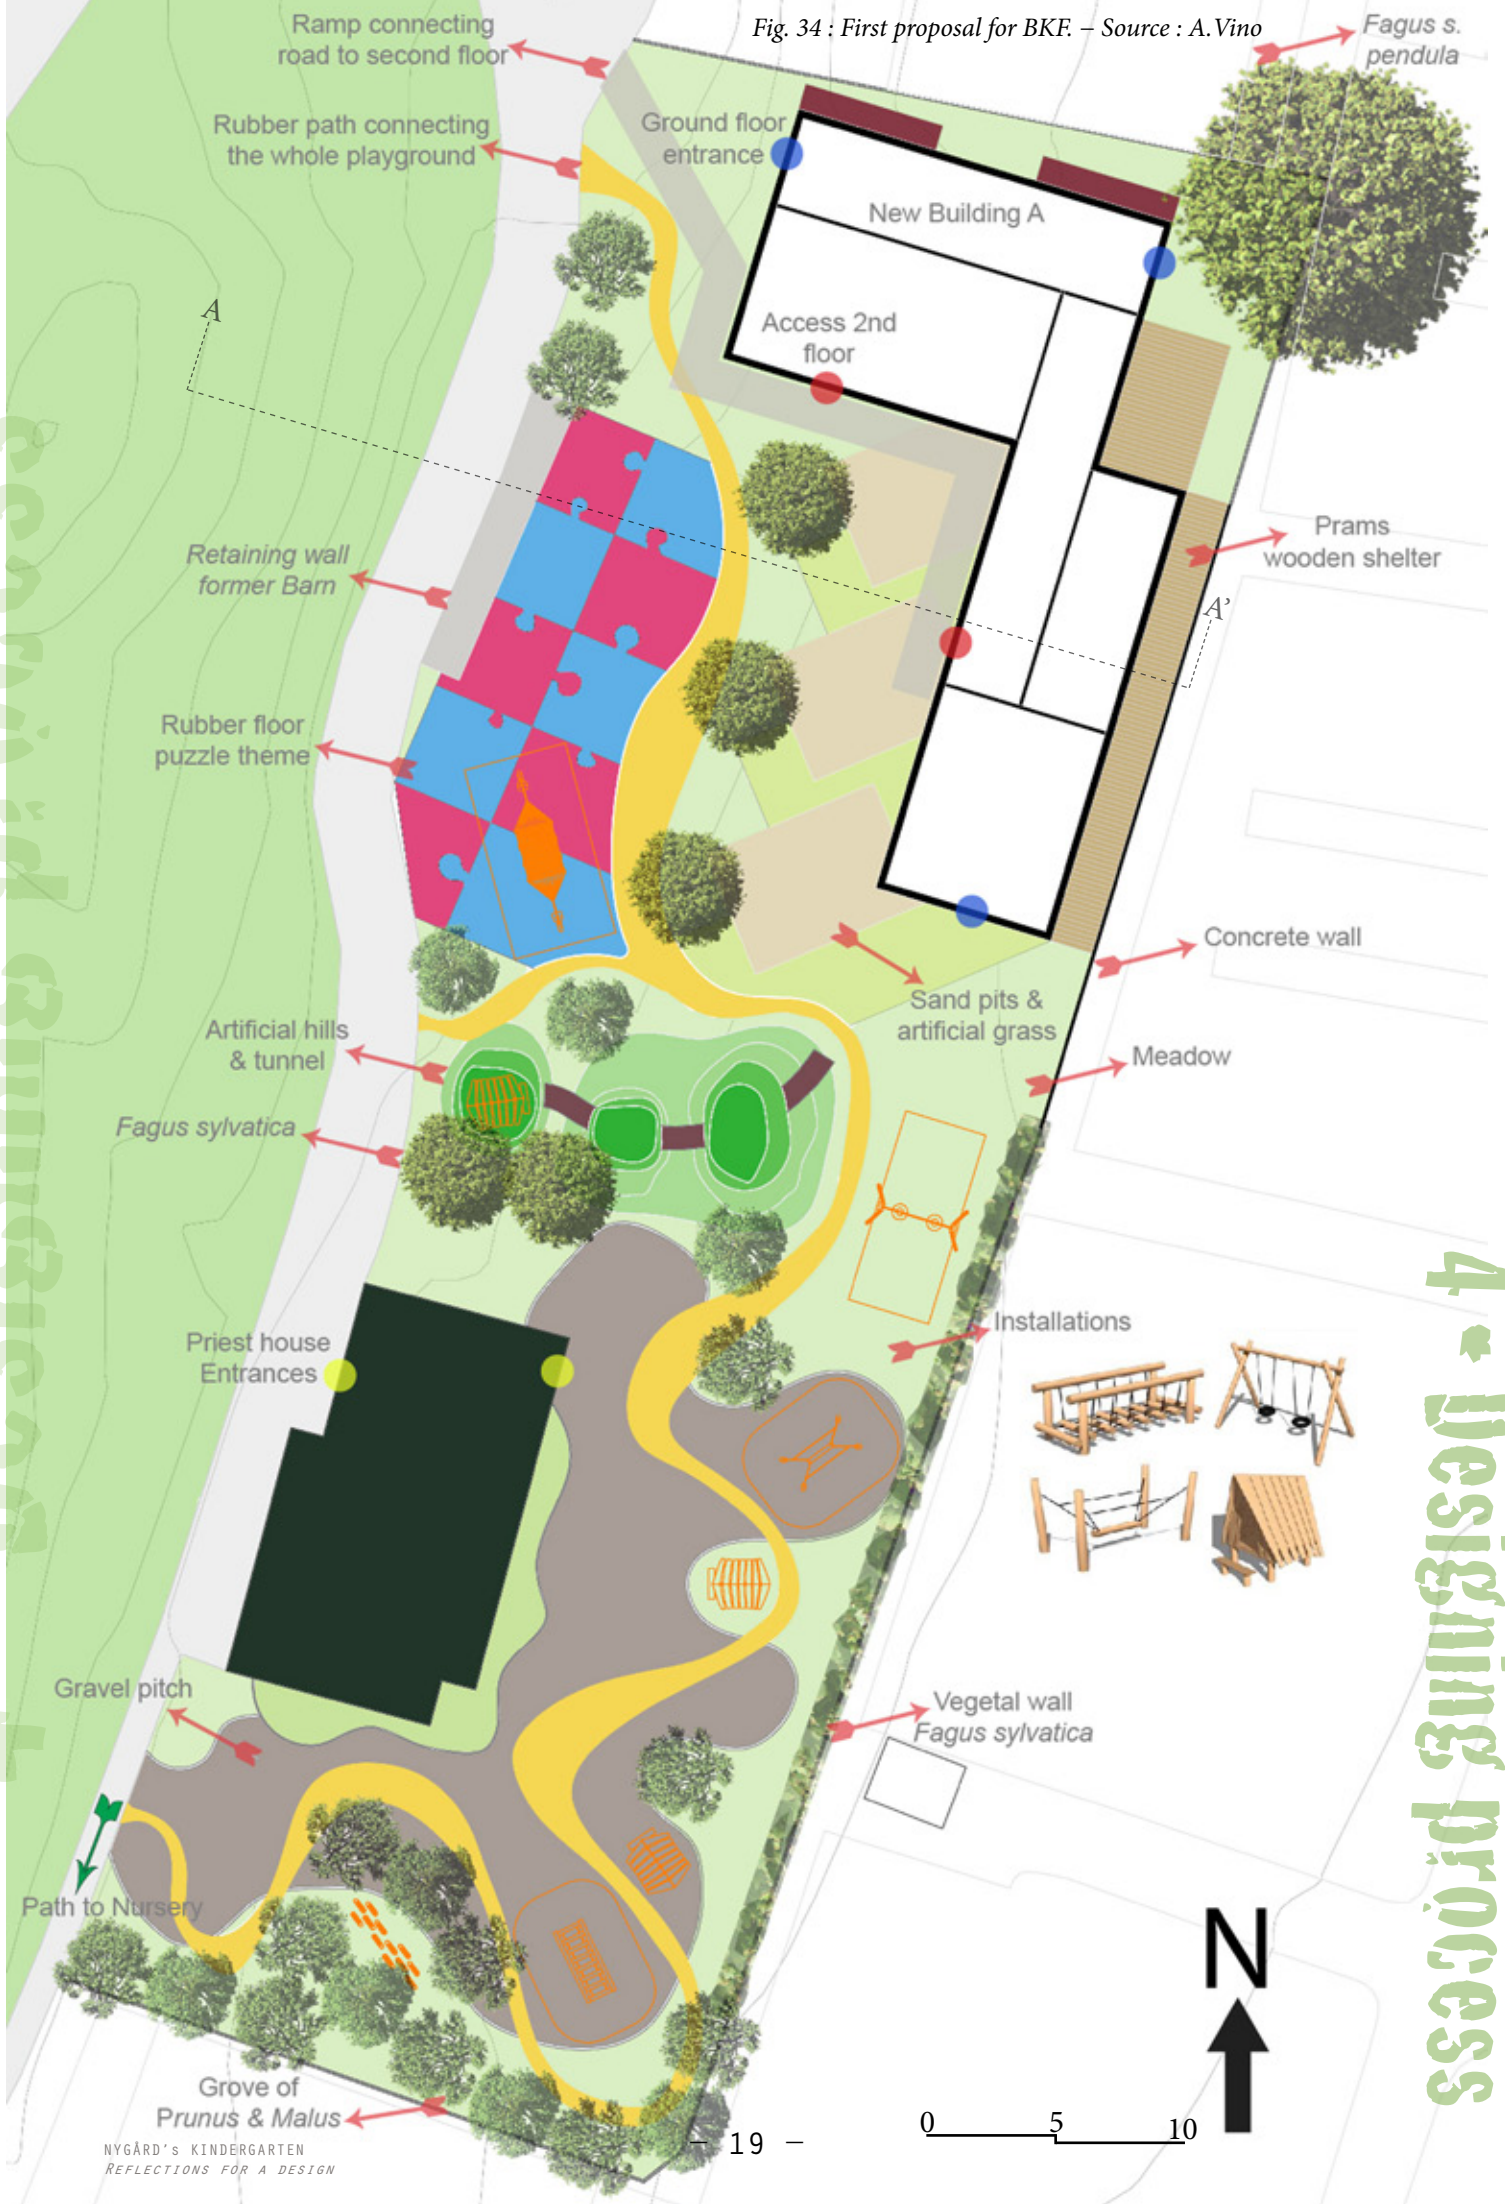 Fig. 34 : First proposal for BKF. – Source : A.Vino
Ramp connecting
road to second floor
Fagus s.
pendula
Rubber path connecting
the whole playground
Ground floor
entrance
New Building A
A
Access 2nd
floor
Retaining wall
former Barn
Prams
wooden shelter
A'
Rubber floor
puzzle theme
Concrete wall
Sand pits &
artificial grass
Artificial hills
& tunnel
Meadow
Fagus sylvatica
Installations
Priest house
Entrances
Gravel pitch
Vegetal wall
Fagus sylvatica
Path to Nursery
N
Grove of
Prunus & Malus
0 5 10
– 19 –
NYGÅRD's KINDERGARTEN
REFLECTIONS FOR A DESIGN
4 • Designing process